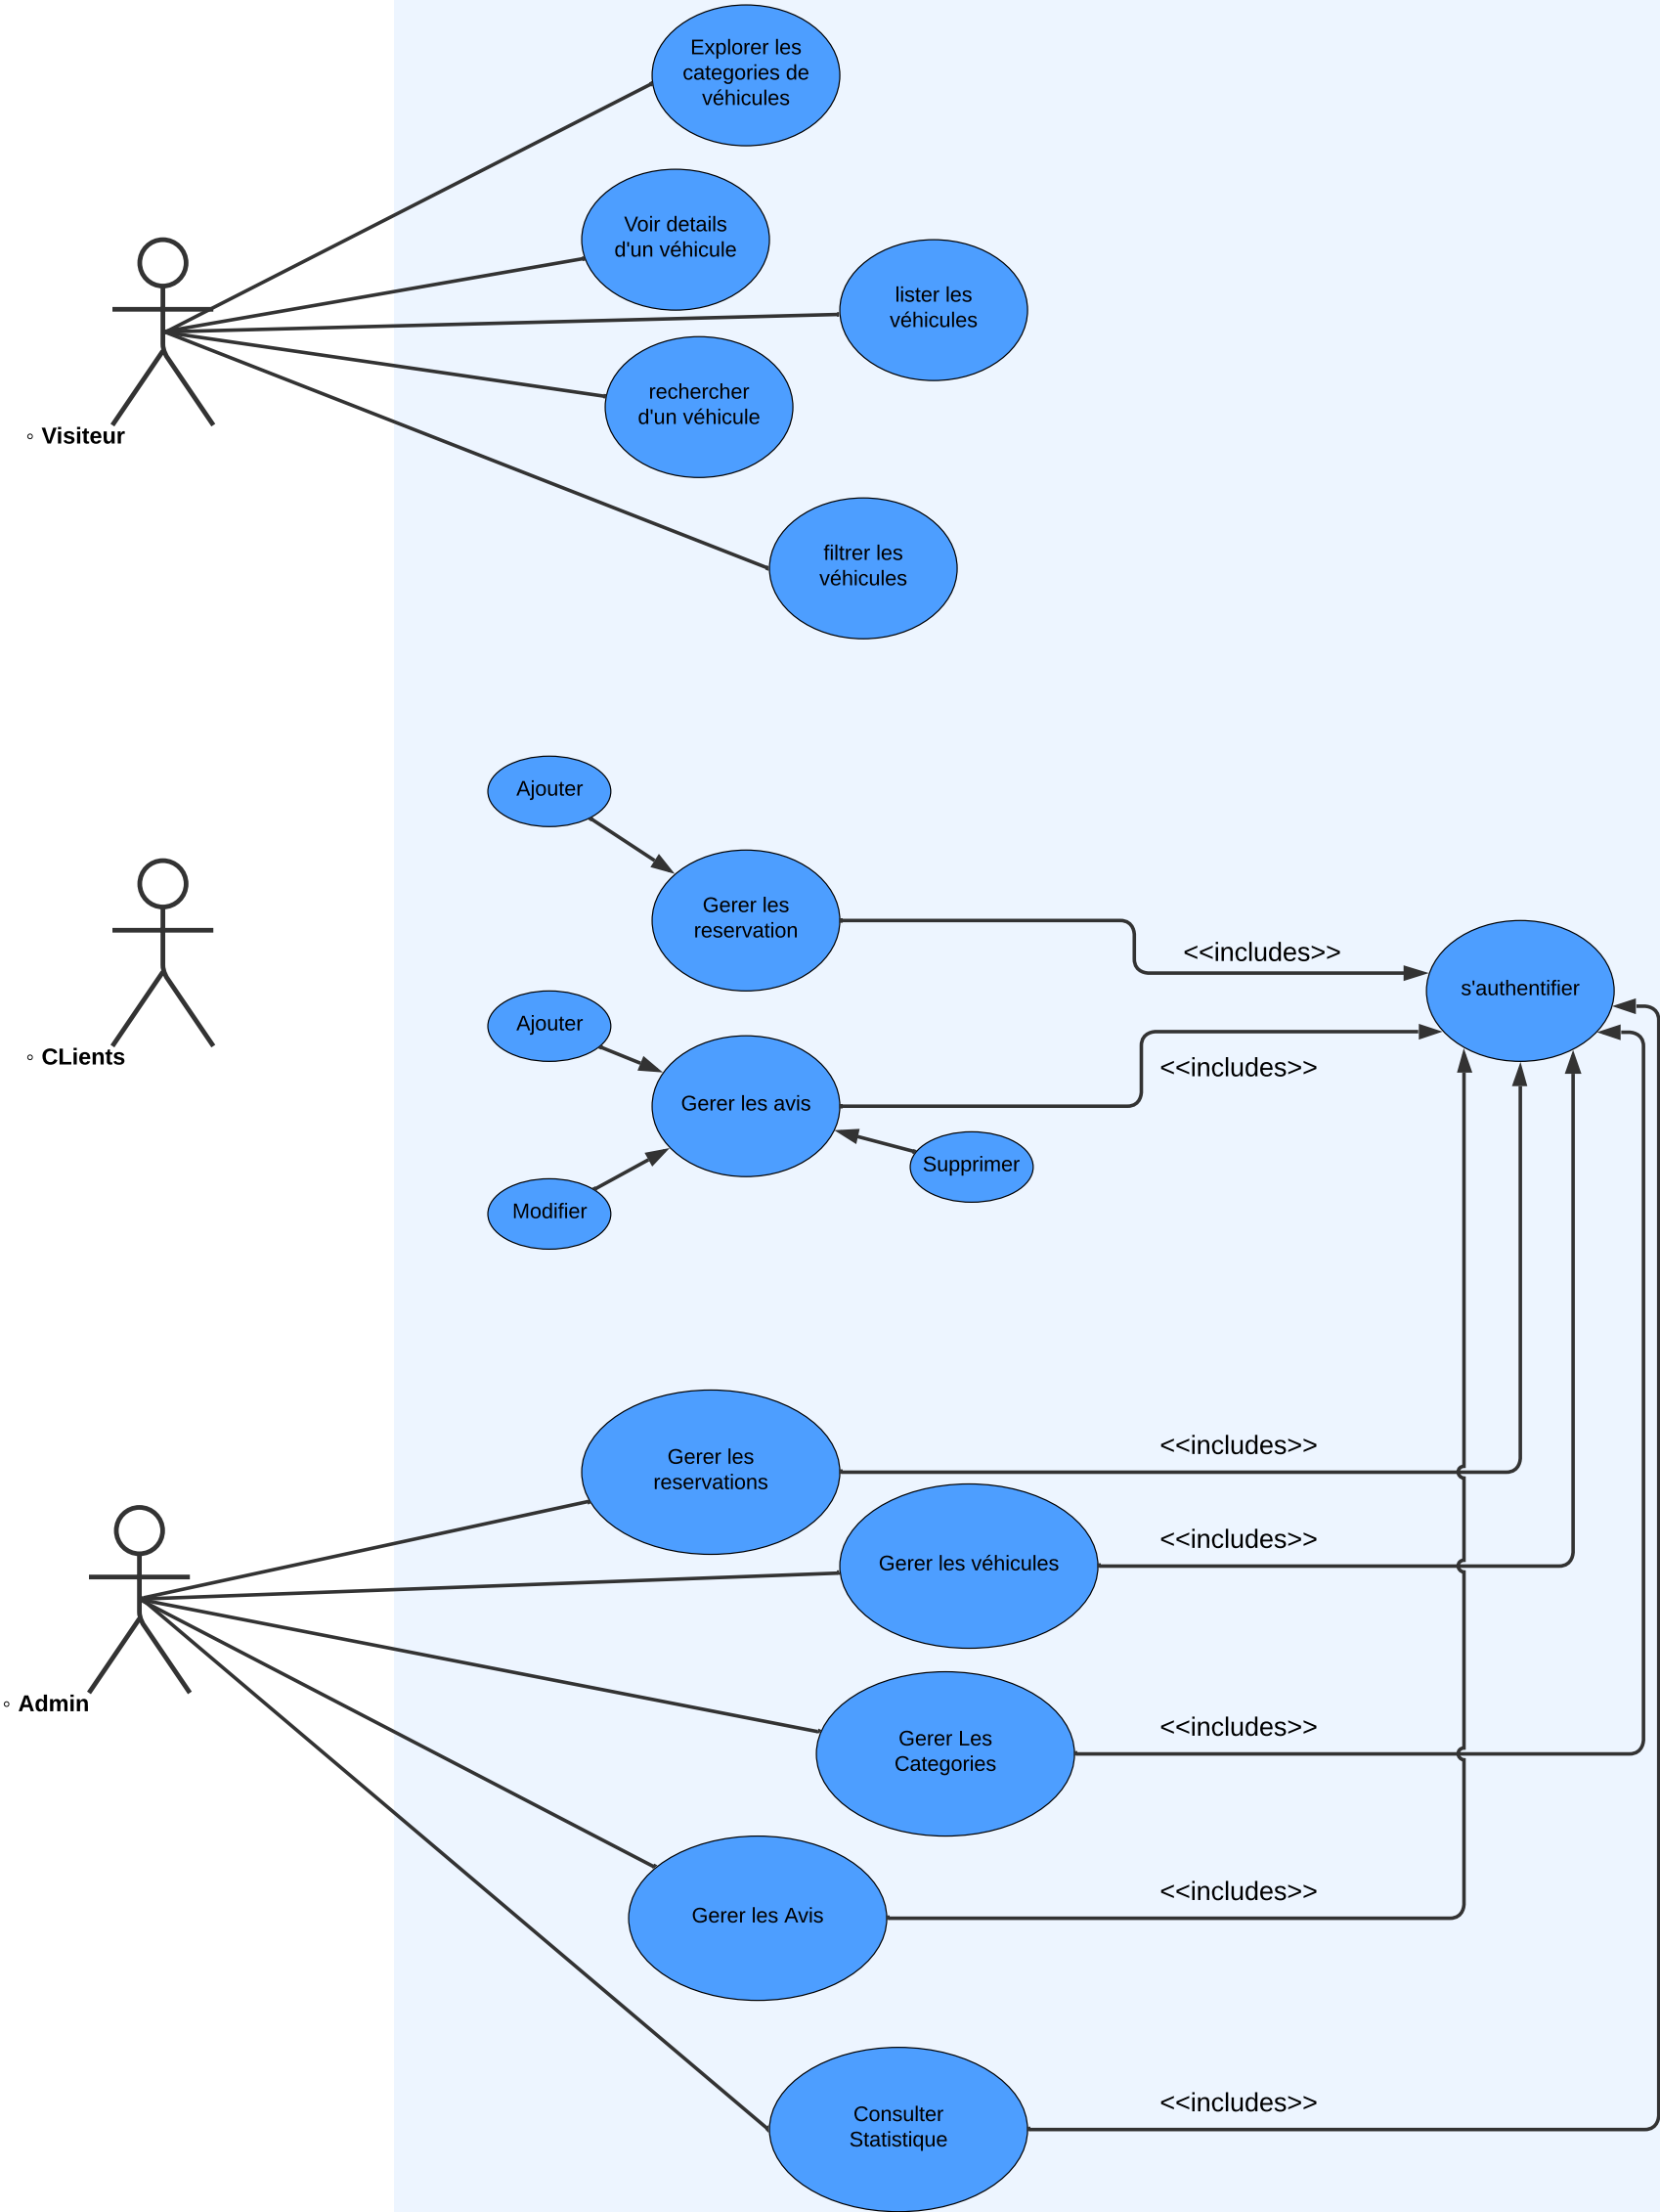 Explorer les
categories de
véhicules
Voir details
d'un véhicule
lister les
véhicules
rechercher
d'un véhicule
◦ Visiteur
filtrer les
véhicules
Ajouter
Gerer les
reservation
<<includes>>
s'authentifier
Ajouter
◦ CLients
<<includes>>
Gerer les avis
Supprimer
Modifier
Gerer les
reservations
<<includes>>
Gerer les véhicules
<<includes>>
◦ Admin
Gerer Les
Categories
<<includes>>
Gerer les Avis
<<includes>>
Consulter
Statistique
<<includes>>